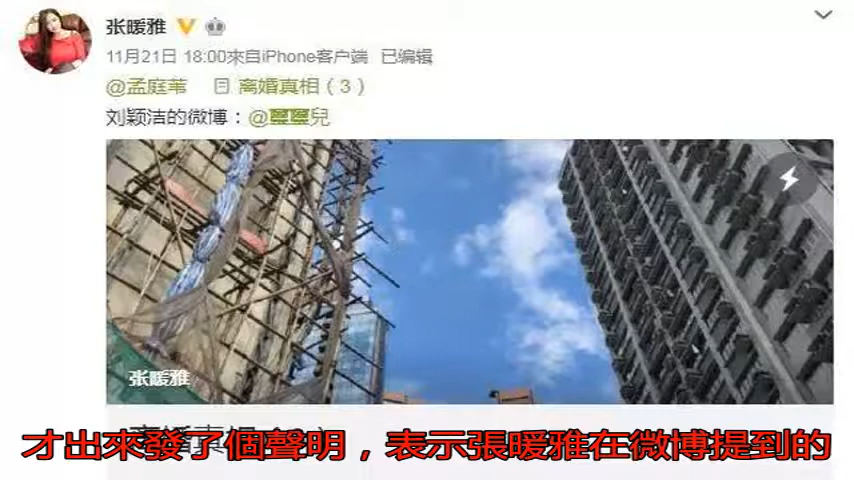 张暖雅
11月21日 18:00來自iPhone客户端 已编辑
@孟庭苇 离婚真相（3）
刘颖洁的微博：@兒
张暖雅
才出來發了個聲明，表示張暖雅在微博提到的